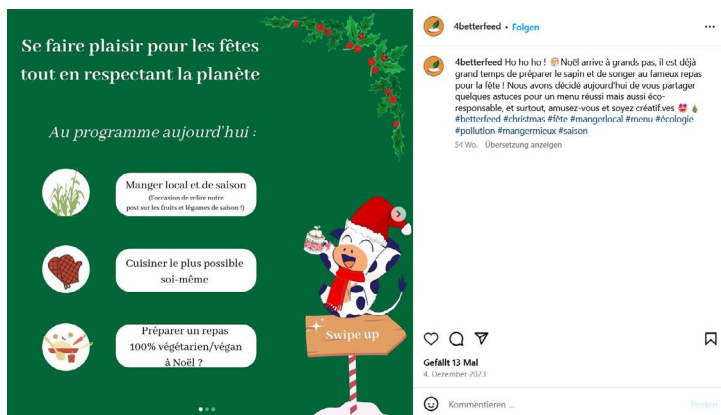 Se faire plaisir pour les fêtes
tout en respectant la planète
Au programme aujourd'hui :
Manger local et de saison
(l'occasion de relire notre
post sur les fruits et légumes de saison !)
Cuisiner le plus possible
soi-même
Préparer un repas
100% végétarien/végan
à Noël ?
Swipe up
4betterfeed • Folgen
4betterfeed Ho ho ho ! 🎅Noël arrive à grands pas, il est déjà
grand temps de préparer le sapin et de songer au fameux repas
pour la fête ! Nous avons décidé aujourd'hui de vous partager
quelques astuces pour un menu réussi mais aussi éco-
responsable, et surtout, amusez-vous et soyez créatif.ves 🤶🎄
#betterfeed #christmas #fête #mangerlocal #menu #écologie
#pollution #mangermieux #saison
54 Wo. Übersetzung anzeigen
Gefällt 13 Mal
4. Dezember 2023
Kommentieren ...
Posten